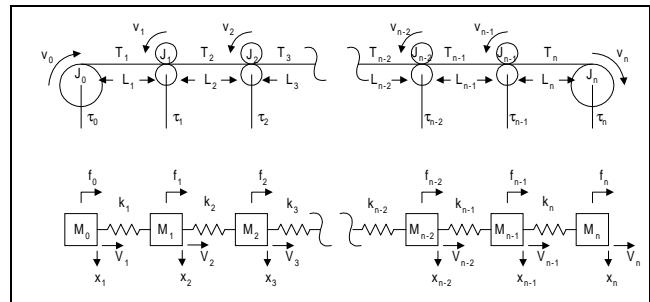 v₁ v₂ vₙ₋₂ vₙ₋₁
v₀ T₁ J₁ T₂ J₂ T₃ Tₙ₋₂ Jₙ₋₂ Tₙ₋₁ Jₙ₋₁ Tₙ vₙ
J₀ L₁ L₂ L₃ Lₙ₋₂ Lₙ₋₁ Lₙ Jₙ
τ₀ τ₁ τ₂ τₙ₋₂ τₙ₋₁ τₙ
f₀ f₁ f₂ fₙ₋₂ fₙ₋₁ fₙ
k₁ k₂ k₃ kₙ₋₂ kₙ₋₁ kₙ
M₀ M₁ M₂ Mₙ₋₂ Mₙ₋₁ Mₙ
V₁ V₂ V₃ Vₙ₋₂ Vₙ₋₁ Vₙ
x₁ x₂ x₃ xₙ₋₂ xₙ₋₁ xₙ